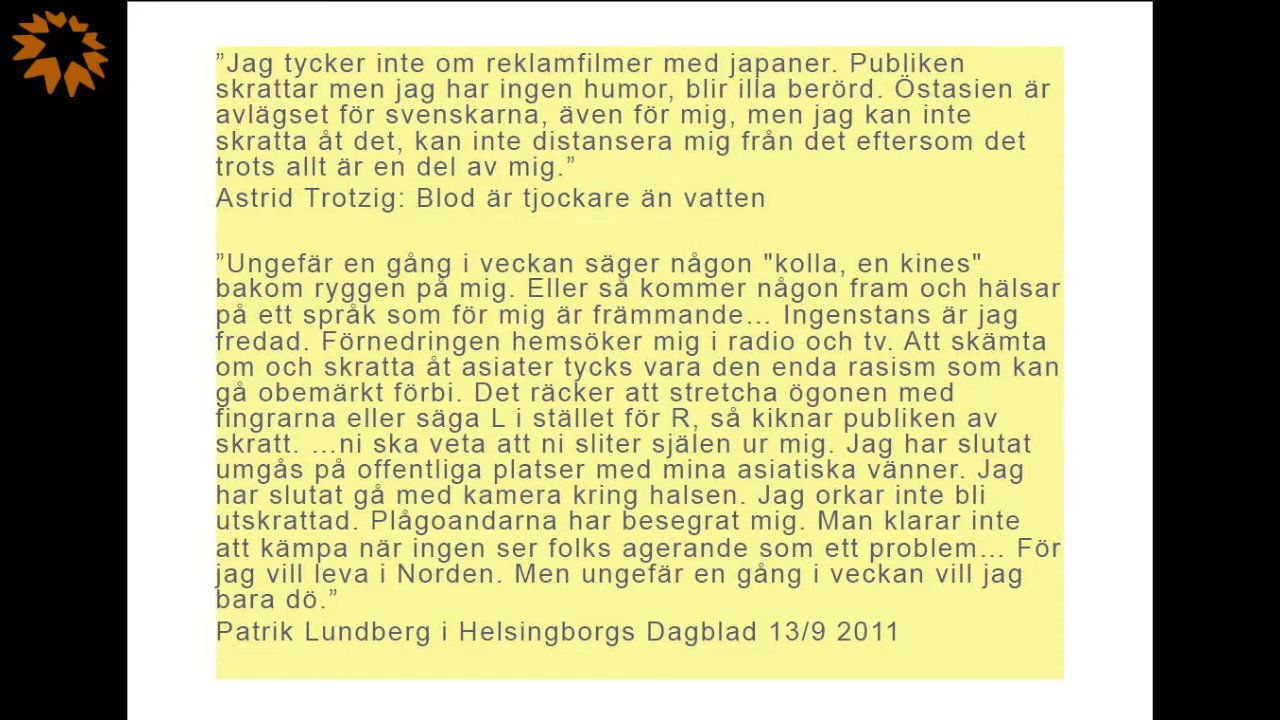 ”Jag tycker inte om reklamfilmer med japaner. Publiken
skrattar men jag har ingen humor, blir illa berörd. Östasien är
avlägset för svenskarna, även för mig, men jag kan inte
skratta åt det, kan inte distansera mig från det eftersom det
trots allt är en del av mig.”
Astrid Trotzig: Blod är tjockare än vatten
”Ungefär en gång i veckan säger någon "kolla, en kines"
bakom ryggen på mig. Eller så kommer någon fram och hälsar
på ett språk som för mig är främmande… Ingenstans är jag
fredad. Förnedringen hemsöker mig i radio och tv. Att skämta
om och skratta åt asiater tycks vara den enda rasism som kan
gå obemärkt förbi. Det räcker att stretcha ögonen med
fingrarna eller säga L i stället för R, så kiknar publiken av
skratt. …ni ska veta att ni sliter själen ur mig. Jag har slutat
umgås på offentliga platser med mina asiatiska vänner. Jag
har slutat gå med kamera kring halsen. Jag orkar inte bli
utskrattad. Plågoandarna har besegrat mig. Man klarar inte
att kämpa när ingen ser folks agerande som ett problem… För
jag vill leva i Norden. Men ungefär en gång i veckan vill jag
bara dö.”
Patrik Lundberg i Helsingborgs Dagblad 13/9 2011